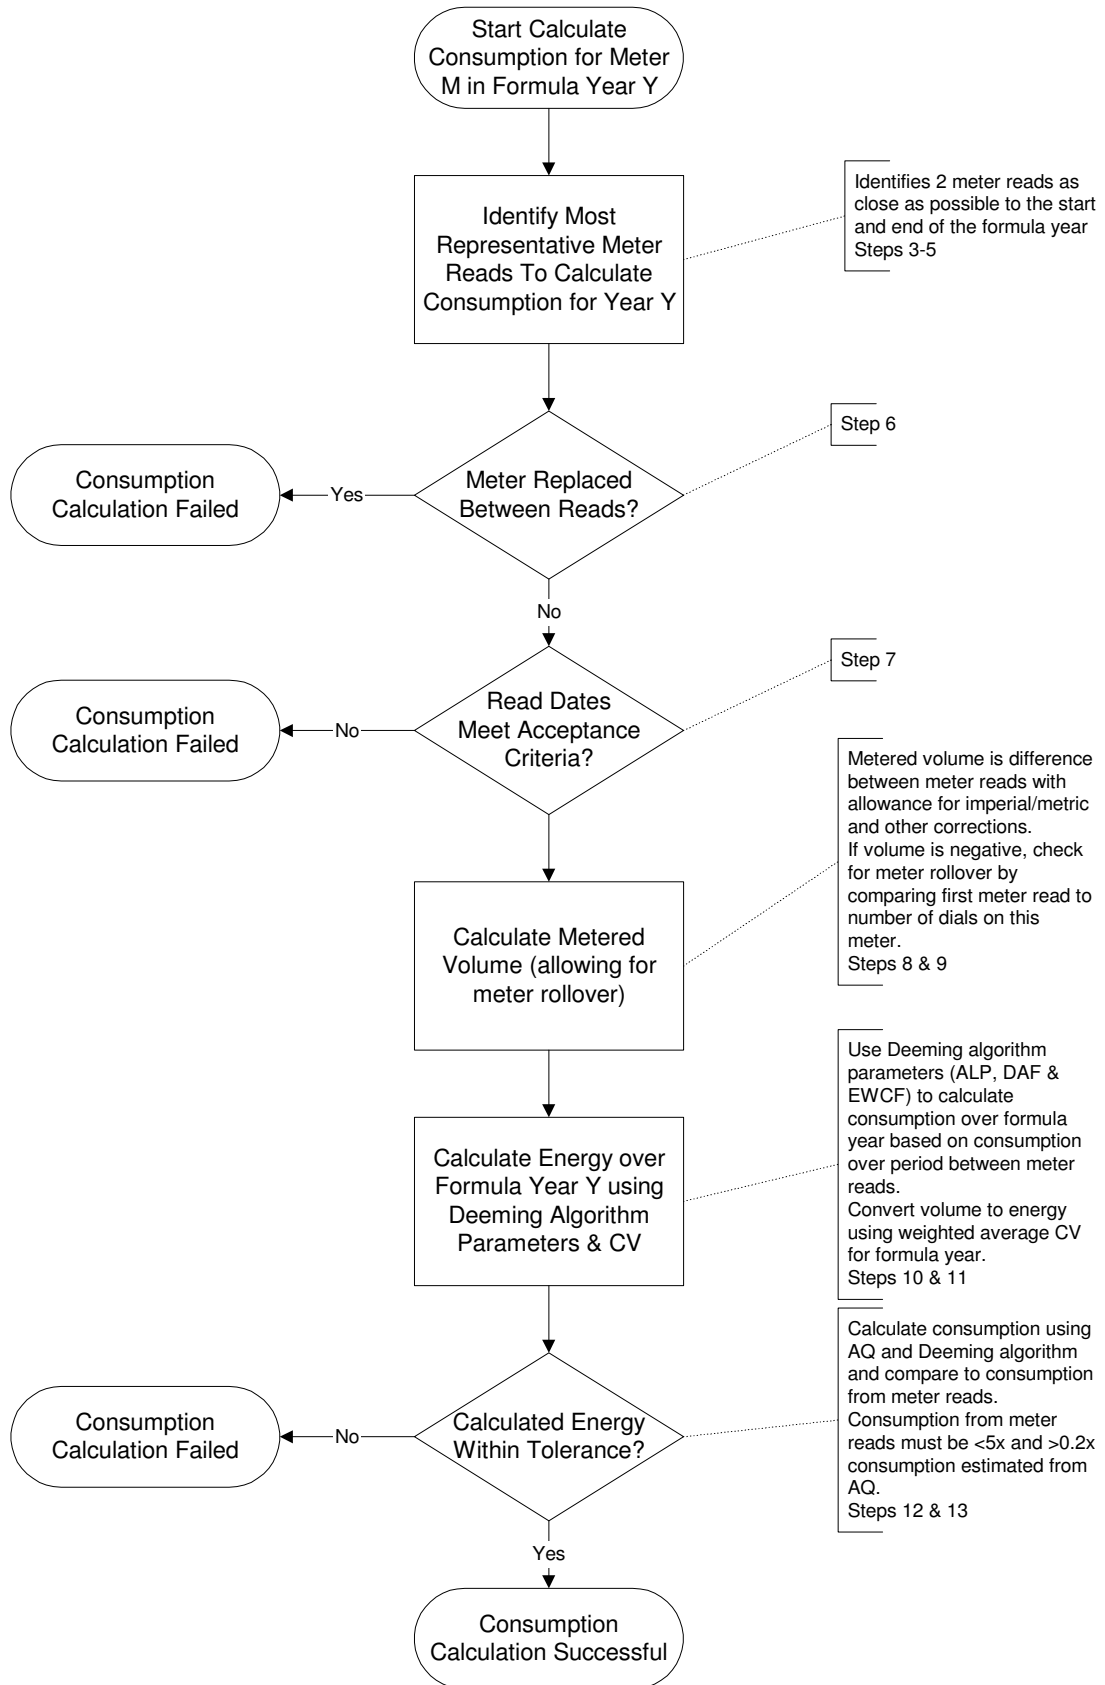 Start Calculate
Consumption for Meter
M in Formula Year Y
Identify Most
Representative Meter
Reads To Calculate
Consumption for Year Y
Identifies 2 meter reads as
close as possible to the start
and end of the formula year
Steps 3-5
Meter Replaced
Between Reads?
Step 6
Yes
Consumption
Calculation Failed
No
Read Dates
Meet Acceptance
Criteria?
Step 7
No
Consumption
Calculation Failed
Calculate Metered
Volume (allowing for
meter rollover)
Metered volume is difference
between meter reads with
allowance for imperial/metric
and other corrections.
If volume is negative, check
for meter rollover by
comparing first meter read to
number of dials on this
meter.
Steps 8 & 9
Calculate Energy over
Formula Year Y using
Deeming Algorithm
Parameters & CV
Use Deeming algorithm
parameters (ALP, DAF &
EWCF) to calculate
consumption over formula
year based on consumption
over period between meter
reads.
Convert volume to energy
using weighted average CV
for formula year.
Steps 10 & 11
Calculated Energy
Within Tolerance?
Calculate consumption using
AQ and Deeming algorithm
and compare to consumption
from meter reads.
Consumption from meter
reads must be <5x and >0.2x
consumption estimated from
AQ.
Steps 12 & 13
No
Consumption
Calculation Failed
Yes
Consumption
Calculation Successful